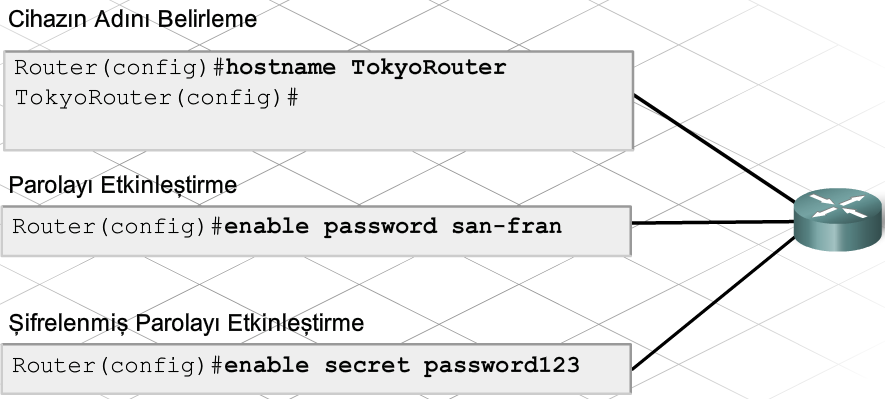 Cihazın Adını Belirleme
Router(config)#hostname TokyoRouter
TokyoRouter(config)#
Parolayı Etkinleştirme
Router(config)#enable password san-fran
Şifrelenmiş Parolayı Etkinleştirme
Router(config)#enable secret password123